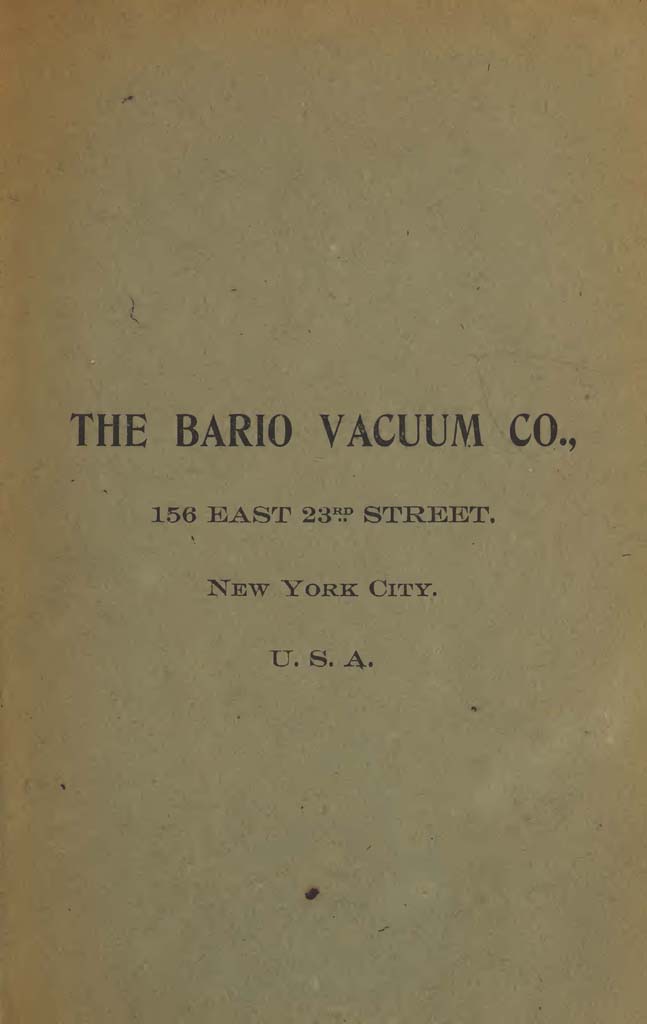 THE BARIO VACUUM CO.,
156 EAST 23RD STREET.
NEW YORK CITY.
U. S. A.